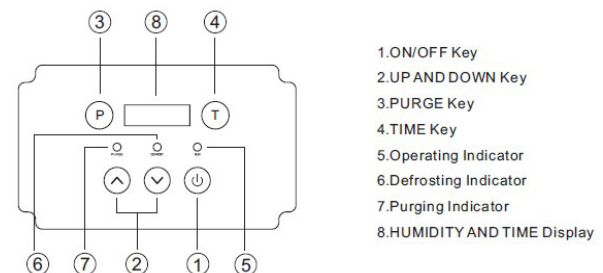 3 8 4
P T
6 7 2 1 5
1.ON/OFF Key
2.UP AND DOWN Key
3.PURGE Key
4.TIME Key
5.Operating Indicator
6.Defrosting Indicator
7.Purging Indicator
8.HUMIDITY AND TIME Display